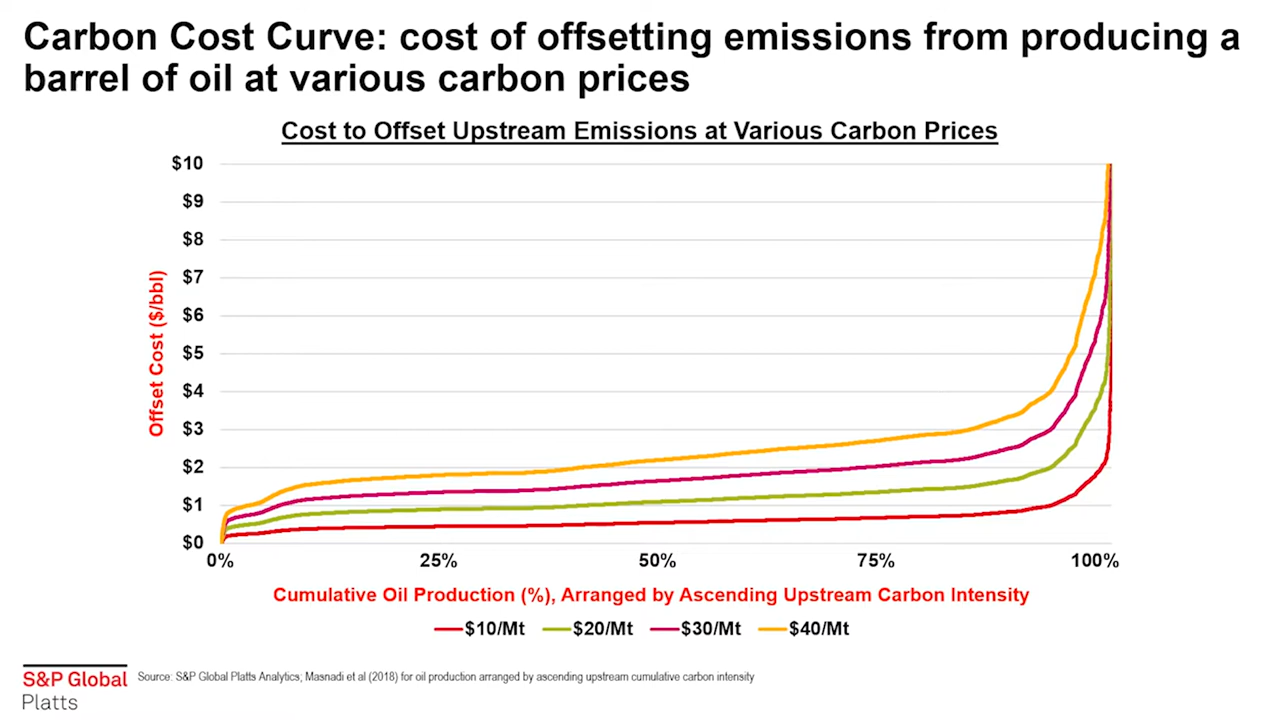 Carbon Cost Curve: cost of offsetting emissions from producing a
barrel of oil at various carbon prices
Cost to Offset Upstream Emissions at Various Carbon Prices
$10
$9
$8
$7
$6
$5
$4
$3
$2
$1
$0
Offset Cost ($/bbl)
0% 25% 50% 75% 100%
Cumulative Oil Production (%), Arranged by Ascending Upstream Carbon Intensity
$10/Mt $20/Mt $30/Mt $40/Mt
S&P Global
Platts
Source: S&P Global Platts Analytics; Masnadi et al (2018) for oil production arranged by ascending upstream cumulative carbon intensity